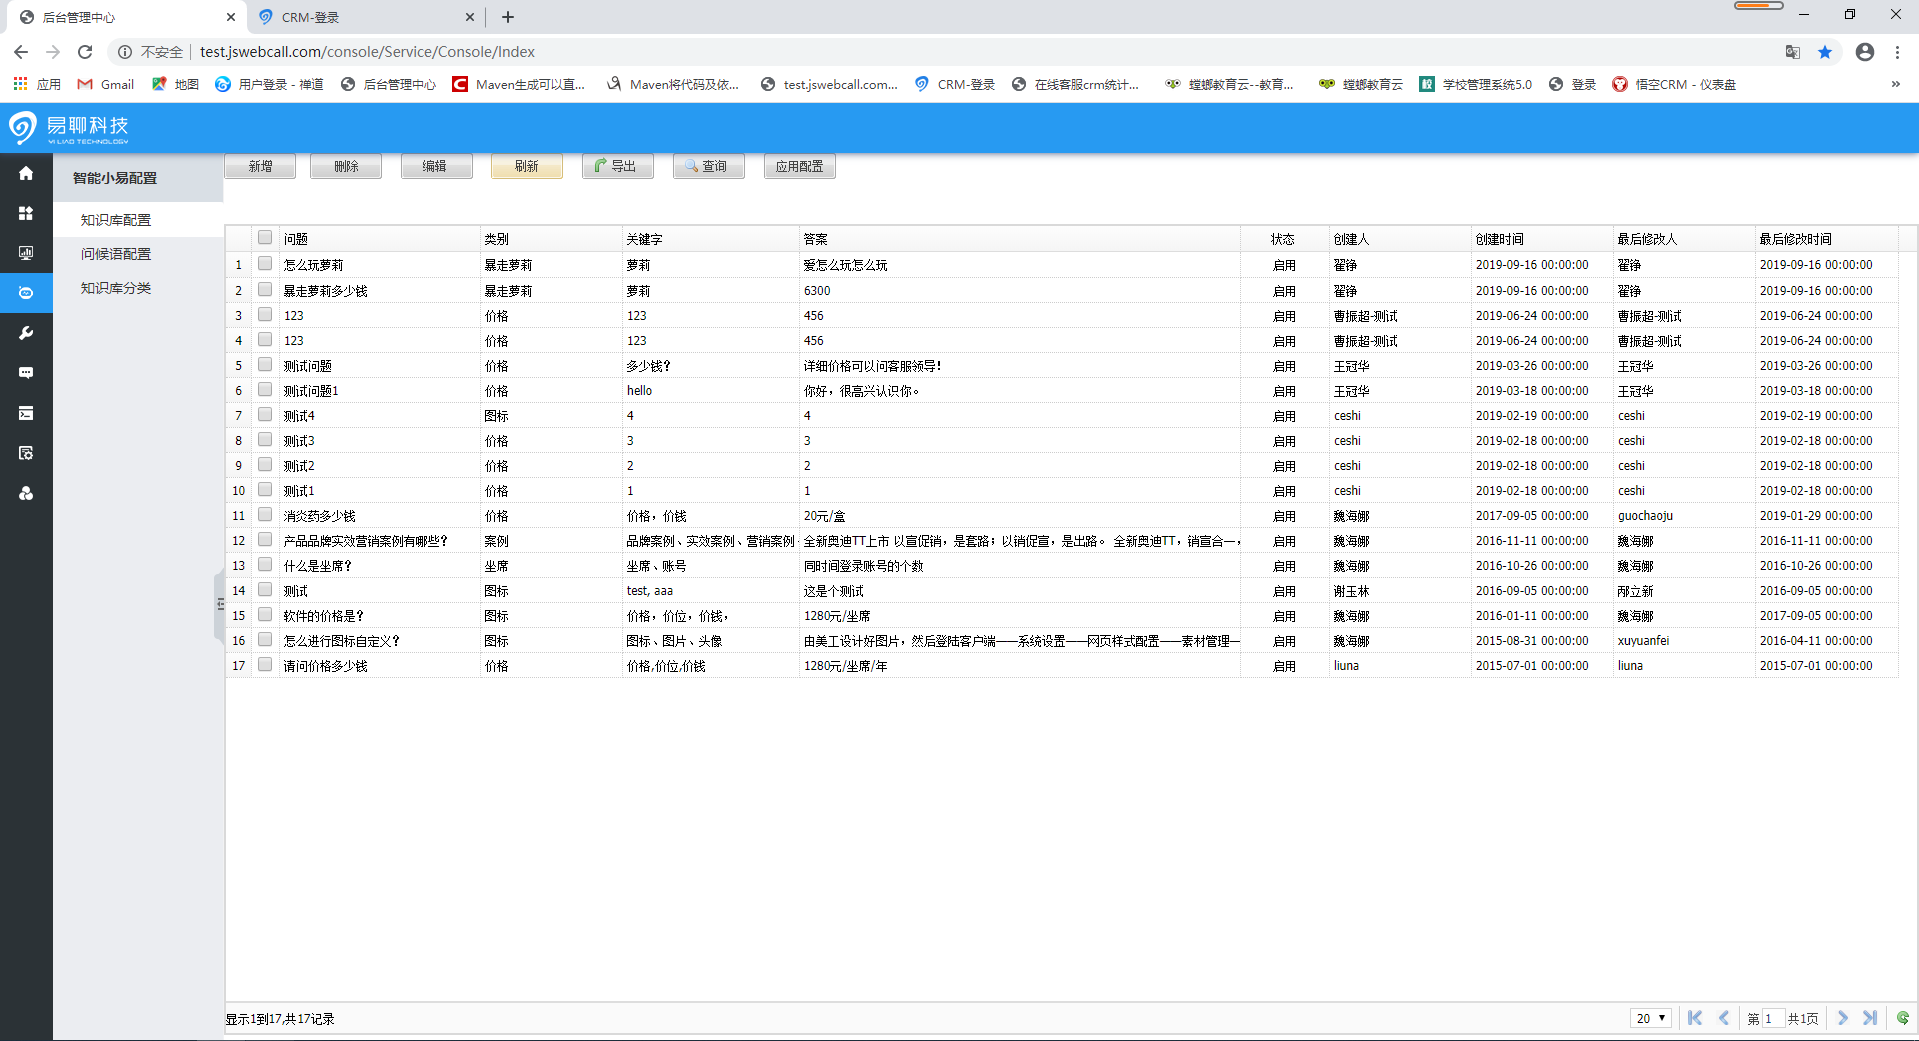 后台管理中心
CRM-登录
不安全 test.jswebcall.com/console/Service/Console/Index
应用 Gmail 地图 用户登录 - 禅道 后台管理中心 Maven生成可以直... Maven将代码及依... test.jswebcall.com... CRM-登录 在线客服crm统计... 螳螂教育云--教育... 螳螂教育云 学校管理系统5.0 登录 悟空CRM - 仪表盘 »
易聊科技
YI LIAO TECHNOLOGY
智能小易配置
知识库配置
问候语配置
知识库分类
新增 删除 编辑 刷新 导出 查询 应用配置
问题 类别 关键字 答案 状态 创建人 创建时间 最后修改人 最后修改时间
1 怎么玩萝莉 暴走萝莉 萝莉 爱怎么玩怎么玩 启用 翟铮 2019-09-16 00:00:00 翟铮 2019-09-16 00:00:00
2 暴走萝莉多少钱 暴走萝莉 萝莉 6300 启用 翟铮 2019-09-16 00:00:00 翟铮 2019-09-16 00:00:00
3 123 价格 123 456 启用 曹振超-测试 2019-06-24 00:00:00 曹振超-测试 2019-06-24 00:00:00
4 123 价格 123 456 启用 曹振超-测试 2019-06-24 00:00:00 曹振超-测试 2019-06-24 00:00:00
5 测试问题 价格 多少钱？ 详细价格可以问客服领导！ 启用 王冠华 2019-03-26 00:00:00 王冠华 2019-03-26 00:00:00
6 测试问题1 价格 hello 你好，很高兴认识你。 启用 王冠华 2019-03-18 00:00:00 王冠华 2019-03-18 00:00:00
7 测试4 图标 4 4 启用 ceshi 2019-02-19 00:00:00 ceshi 2019-02-19 00:00:00
8 测试3 价格 3 3 启用 ceshi 2019-02-18 00:00:00 ceshi 2019-02-18 00:00:00
9 测试2 价格 2 2 启用 ceshi 2019-02-18 00:00:00 ceshi 2019-02-18 00:00:00
10 测试1 价格 1 1 启用 ceshi 2019-02-18 00:00:00 ceshi 2019-02-18 00:00:00
11 消炎药多少钱 价格 价格，价钱 20元/盒 启用 魏海娜 2017-09-05 00:00:00 guochaoju 2019-01-29 00:00:00
12 产品品牌实效营销案例有哪些？ 案例 品牌案例、实效案例、营销案例 全新奥迪TT上市 以宣促销，是套路；以销促宣，是出路。 全新奥迪TT，销宣合一， 启用 魏海娜 2016-11-11 00:00:00 魏海娜 2016-11-11 00:00:00
13 什么是坐席？ 坐席 坐席、账号 同时间登录账号的个数 启用 魏海娜 2016-10-26 00:00:00 魏海娜 2016-10-26 00:00:00
14 测试 图标 test, aaa 这是个测试 启用 谢玉林 2016-09-05 00:00:00 邴立新 2016-09-05 00:00:00
15 软件的价格是？ 图标 价格，价位，价钱， 1280元/坐席 启用 魏海娜 2016-01-11 00:00:00 魏海娜 2017-09-05 00:00:00
16 怎么进行图标自定义？ 图标 图标、图片、头像 由美工设计好图片，然后登陆客户端——系统设置——网页样式配置——素材管理— 启用 魏海娜 2015-08-31 00:00:00 xuyuanfei 2016-04-11 00:00:00
17 请问价格多少钱 价格 价格,价位,价钱 1280元/坐席/年 启用 liuna 2015-07-01 00:00:00 liuna 2015-07-01 00:00:00
显示1到17,共17记录 20 第 1 共1页